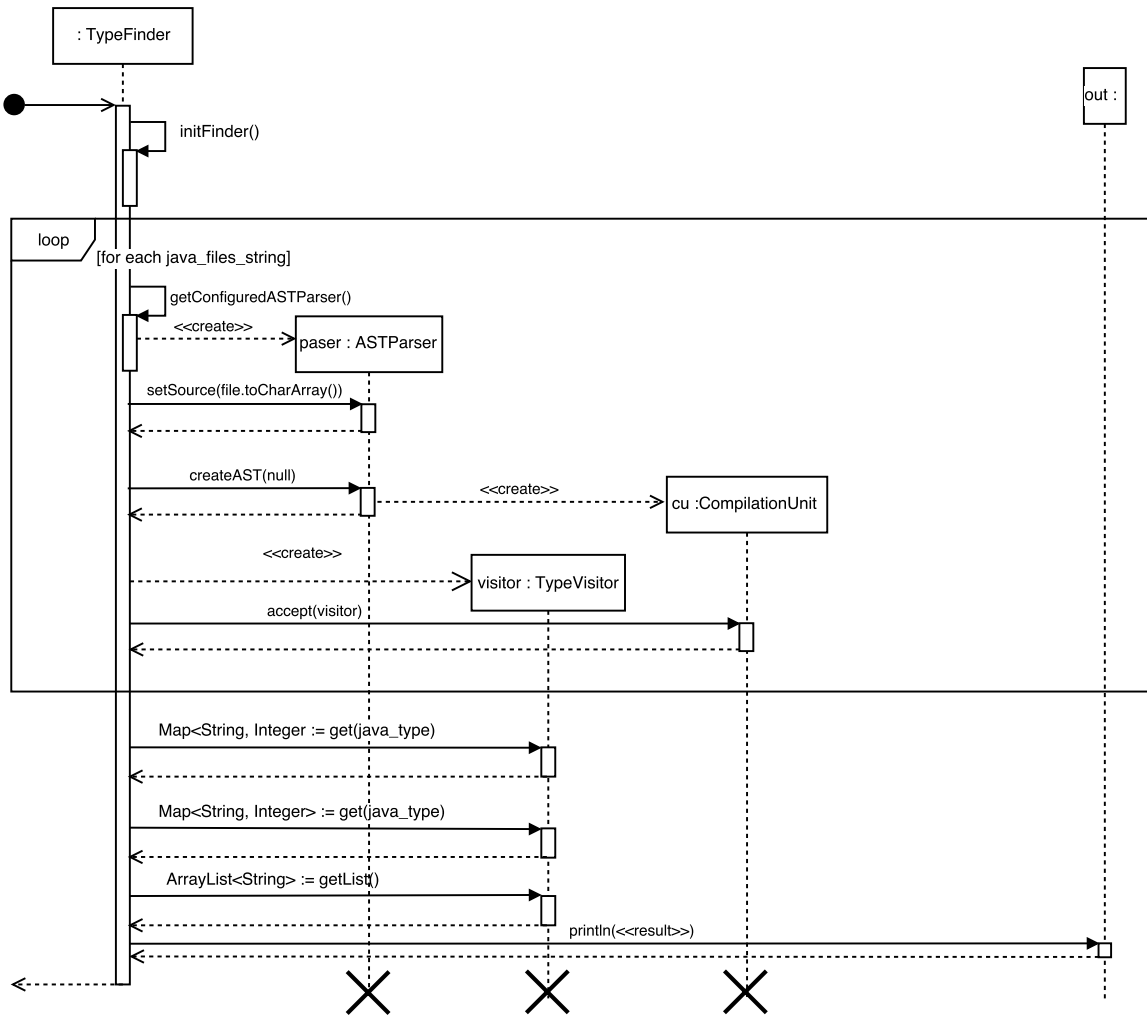 : TypeFinder
out :
initFinder()
loop
[for each java_files_string]
getConfiguredASTParser()
<<create>>
paser : ASTParser
setSource(file.toCharArray())
createAST(null)
<<create>>
cu :CompilationUnit
<<create>>
visitor : TypeVisitor
accept(visitor)
Map<String, Integer := get(java_type)
Map<String, Integer> := get(java_type)
ArrayList<String> := getList()
println(<<result>>)